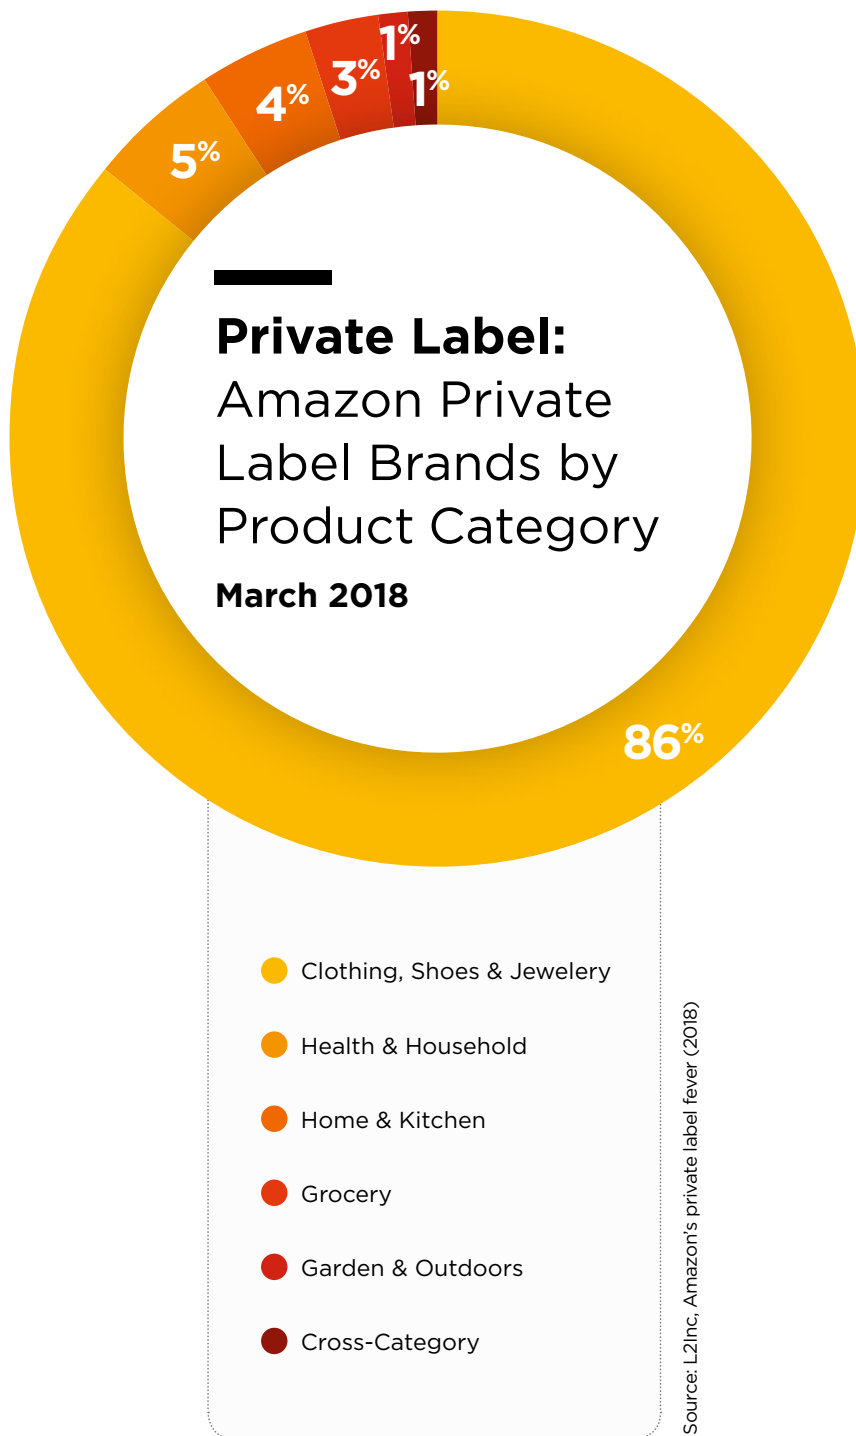 1%
3%
1%
4%
5%
Private Label:
Amazon Private
Label Brands by
Product Category
March 2018
86%
Clothing, Shoes & Jewelery
Health & Household
Home & Kitchen
Grocery
Garden & Outdoors
Cross-Category
Source: L2Inc, Amazon's private label fever (2018)